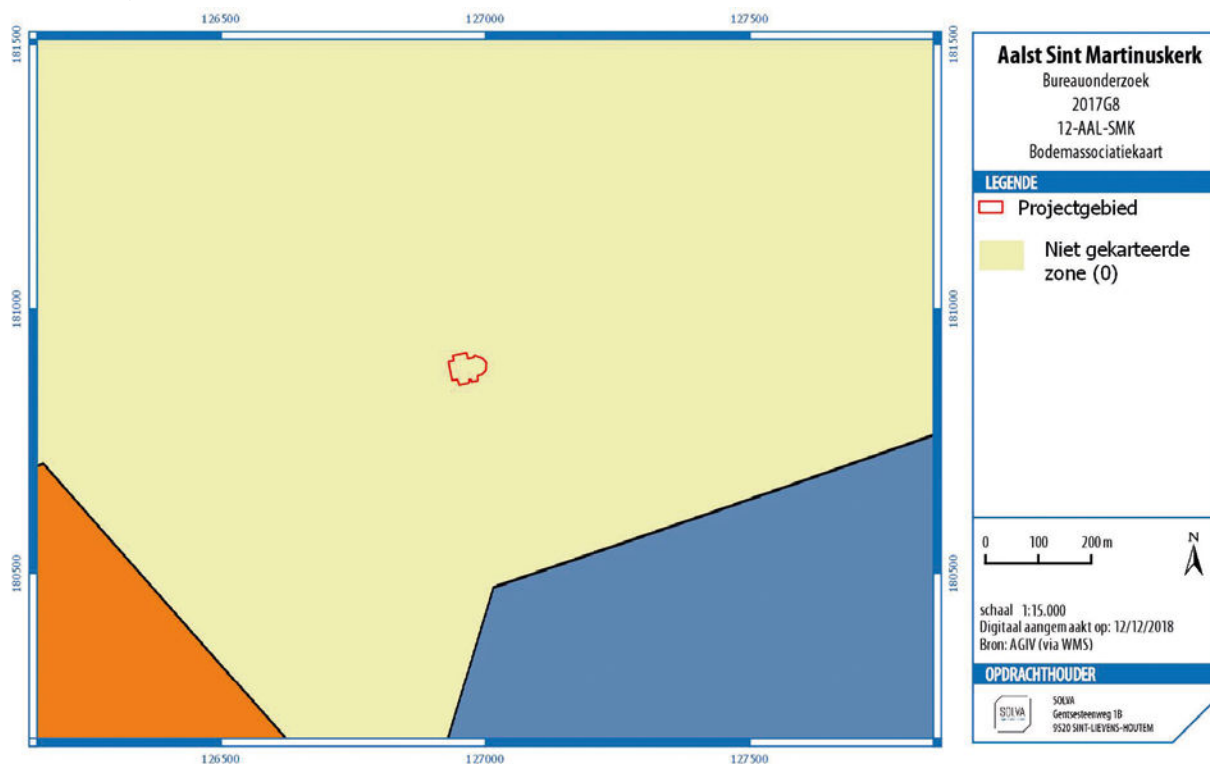 126500
127000
127500
181500
181500
181000
181000
180500
180500
126500
127000
127500
Aalst Sint Martinuskerk
Bureauonderzoek
2017G8
12-AAL-SMK
Bodemassociatiekaart
LEGENDE
Projectgebied
Niet gekarteerde
zone (0)
0 100 200 m
N
schaal 1:15.000
Digitaal aangemaakt op: 12/12/2018
Bron: AGIV (via WMS)
OPDRACHTHOUDER
SOLVA
SOLVA
Gentsesteenweg 1B
9520 SINT-LIEVENS-HOUTEM